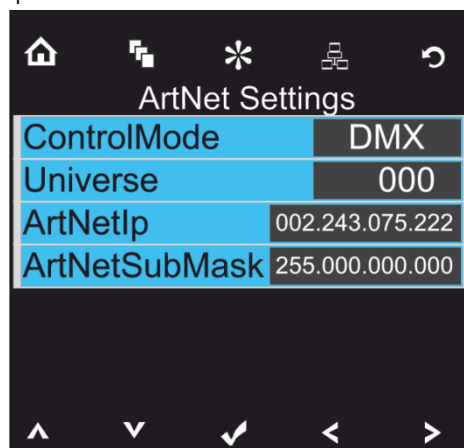 ArtNet Settings
ControlMode DMX
Universe 000
ArtNetIp 002.243.075.222
ArtNetSubMask 255.000.000.000